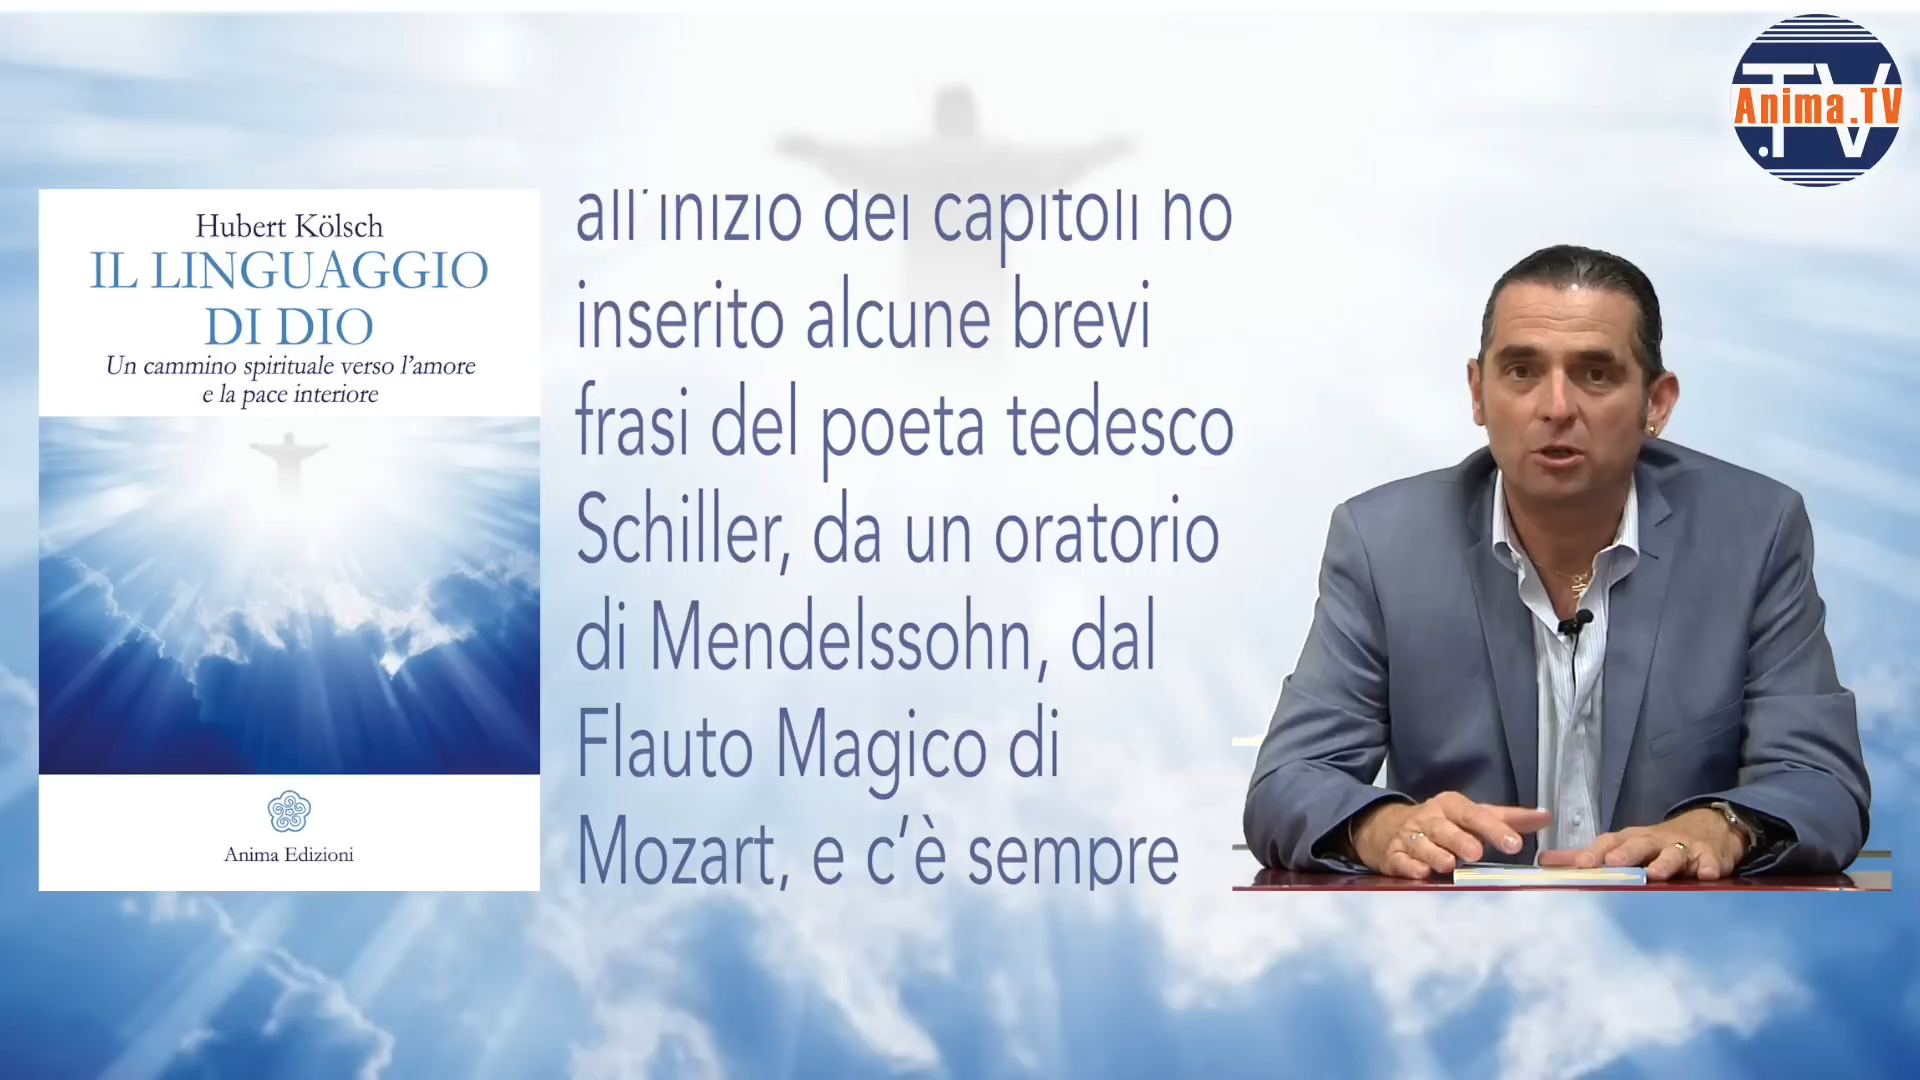 Hubert Kölsch
IL LINGUAGGIO
DI DIO
Un cammino spirituale verso l'amore
e la pace interiore
Anima Edizioni
all'inizio dei capitoli ho
inserito alcune brevi
frasi del poeta tedesco
Schiller, da un oratorio
di Mendelssohn, dal
Flauto Magico di
Mozart, e c'è sempre
.TV
Anima.TV